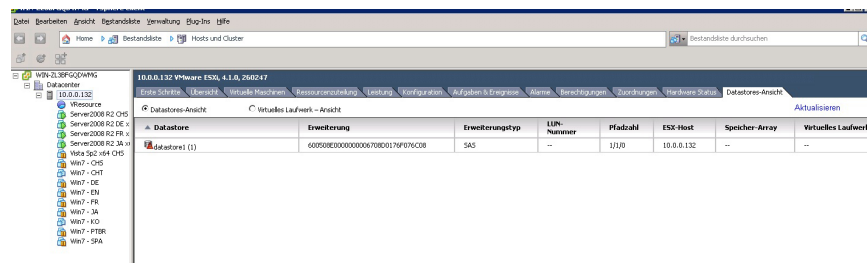 Datei Bearbeiten Ansicht Bestandsliste Verwaltung Plug-Ins Hilfe
Home Bestandsliste Hosts und Cluster
Bestandsliste durchsuchen
WIN-ZL3BFGQDWMG
Datacenter
10.0.0.132
VResource
Server2008 R2 CHS
Server2008 R2 DE x
Server2008 R2 FR x
Server2008 R2 JA x
Vista Sp2 x64 CHS
Win7 - CHS
Win7 - CHT
Win7 - DE
Win7 - EN
Win7 - FR
Win7 - JA
Win7 - KO
Win7 - PTBR
Win7 - SPA
10.0.0.132 VMware ESXi, 4.1.0, 260247
Erste Schritte Übersicht Virtuelle Maschinen Ressourcenzuteilung Leistung Konfiguration Aufgaben & Ereignisse Alarme Berechtigungen Zuordnungen Hardware Status Datastores-Ansicht
Datastores-Ansicht Virtuelles Laufwerk – Ansicht Aktualisieren
Datastore Erweiterung Erweiterungstyp LUN-Nummer Pfadzahl ESX-Host Speicher-Array Virtuelles Laufwerk
datastore1 (1) 600508E0000000006708D0176F076C08 SAS -- 1/1/0 10.0.0.132 -- --